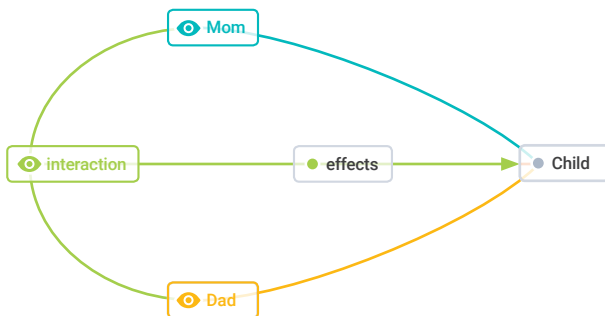 Mom
interaction
effects
Child
Dad